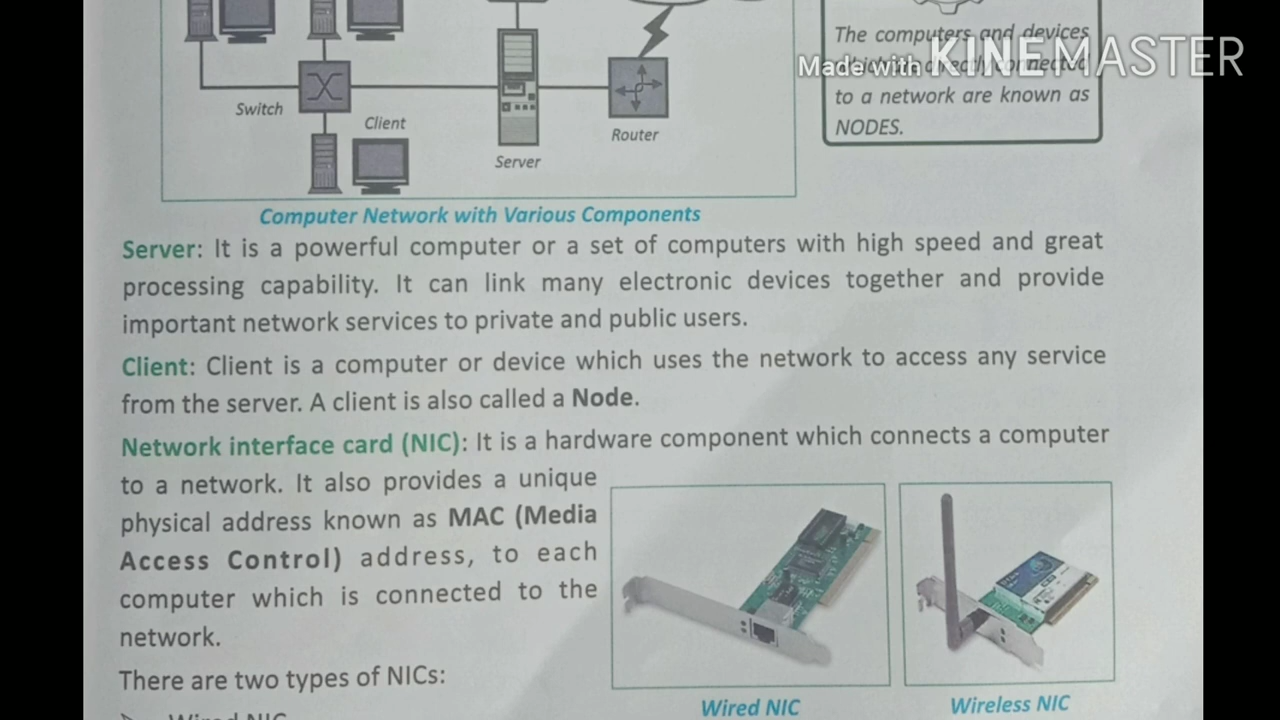 The computers and devices
Made with KINEMASTER
to a network are known as
NODES.
Switch
Client
Server
Router
Computer Network with Various Components
Server: It is a powerful computer or a set of computers with high speed and great
processing capability. It can link many electronic devices together and provide
important network services to private and public users.
Client: Client is a computer or device which uses the network to access any service
from the server. A client is also called a Node.
Network interface card (NIC): It is a hardware component which connects a computer
to a network. It also provides a unique
physical address known as MAC (Media
Access Control) address, to each
computer which is connected to the
network.
There are two types of NICs:
Wired NIC
Wired NIC
Wireless NIC